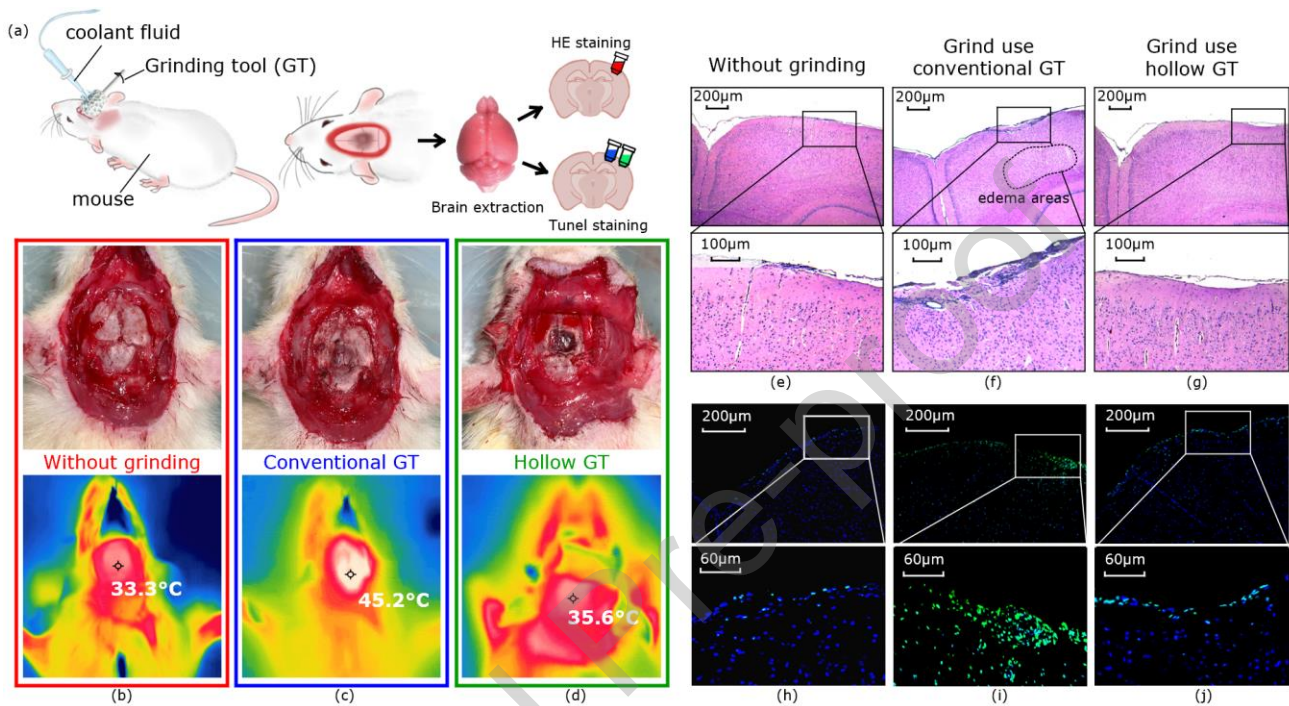 (a)
coolant fluid
Grinding tool (GT)
mouse
Brain extraction
HE staining
Tunel staining
Without grinding
33.3°C
(b)
Conventional GT
45.2°C
(c)
Hollow GT
35.6°C
(d)
Without grinding
Grind use
conventional GT
Grind use
hollow GT
200μm
200μm
edema areas
200μm
100μm
100μm
100μm
(e)
(f)
(g)
200μm
200μm
200μm
60μm
60μm
60μm
(h)
(i)
(j)
l Pre-proof